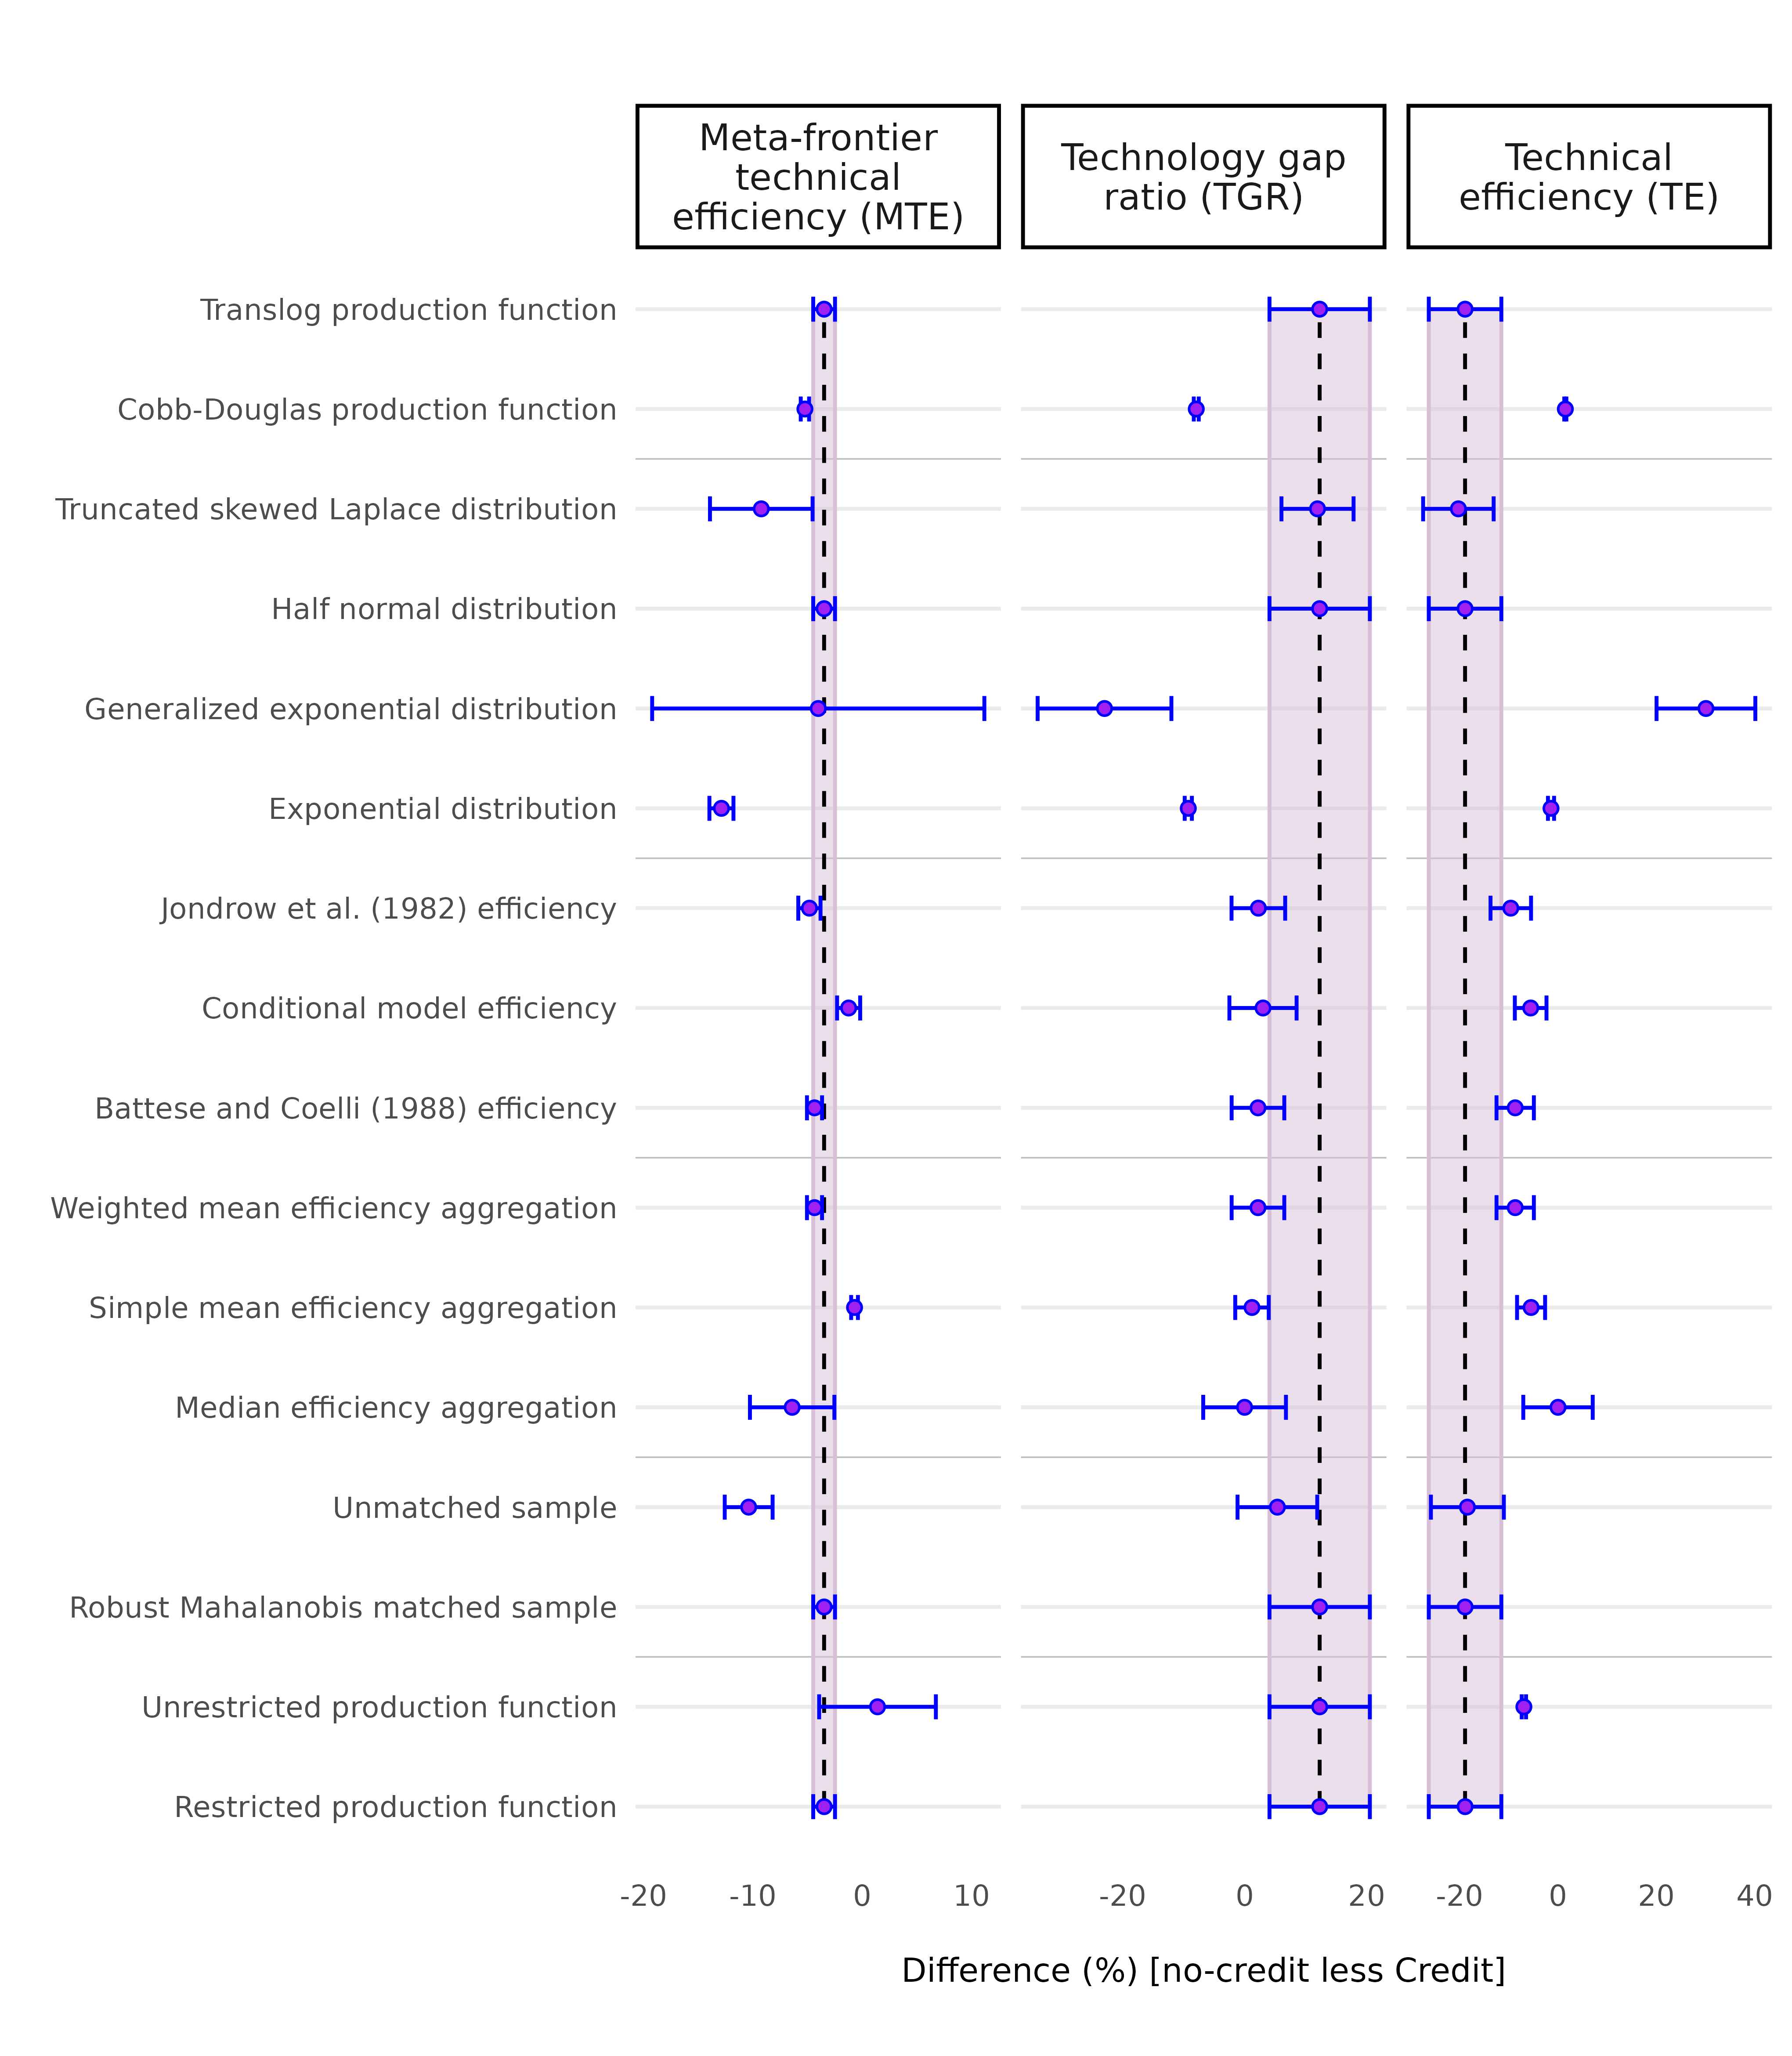 Meta-frontier
technical
efficiency (MTE)
Technology gap
ratio (TGR)
Technical
efficiency (TE)
Translog production function
Cobb-Douglas production function
Truncated skewed Laplace distribution
Half normal distribution
Generalized exponential distribution
Exponential distribution
Jondrow et al. (1982) efficiency
Conditional model efficiency
Battese and Coelli (1988) efficiency
Weighted mean efficiency aggregation
Simple mean efficiency aggregation
Median efficiency aggregation
Unmatched sample
Robust Mahalanobis matched sample
Unrestricted production function
Restricted production function
-20 -10 0 10 -20 0 20 -20 0 20 40
Difference (%) [no-credit less Credit]